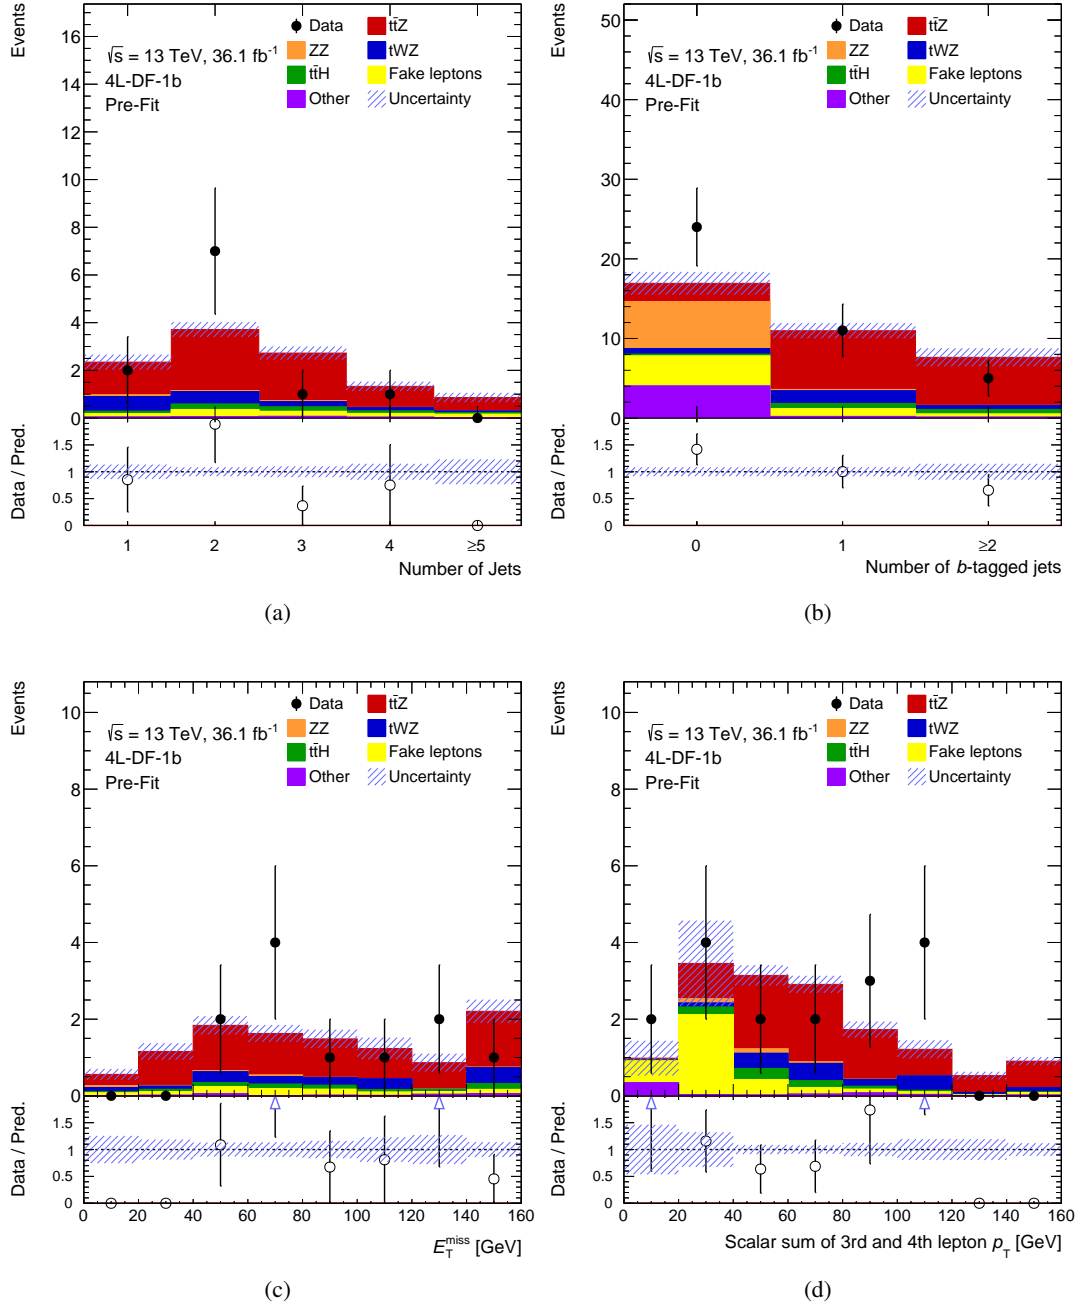 Events
16
14
12
10
8
6
4
2
0
√s = 13 TeV, 36.1 fb⁻¹
4L-DF-1b
Pre-Fit
Data
tt̄Z
ZZ
tWZ
tt̄H
Fake leptons
Other
Uncertainty
Data / Pred.
1.5
1
0.5
0
1 2 3 4 ≥5
Number of Jets
(a)
Events
50
40
30
20
10
0
√s = 13 TeV, 36.1 fb⁻¹
4L-DF-1b
Pre-Fit
Data
tt̄Z
ZZ
tWZ
tt̄H
Fake leptons
Other
Uncertainty
Data / Pred.
1.5
1
0.5
0
0 1 ≥2
Number of b-tagged jets
(b)
Events
10
8
6
4
2
0
√s = 13 TeV, 36.1 fb⁻¹
4L-DF-1b
Pre-Fit
Data
tt̄Z
ZZ
tWZ
tt̄H
Fake leptons
Other
Uncertainty
Data / Pred.
1.5
1
0.5
0
0 20 40 60 80 100 120 140 160
E_T^miss [GeV]
(c)
Events
10
8
6
4
2
0
√s = 13 TeV, 36.1 fb⁻¹
4L-DF-1b
Pre-Fit
Data
tt̄Z
ZZ
tWZ
tt̄H
Fake leptons
Other
Uncertainty
Data / Pred.
1.5
1
0.5
0
0 20 40 60 80 100 120 140 160
Scalar sum of 3rd and 4th lepton p_T [GeV]
(d)